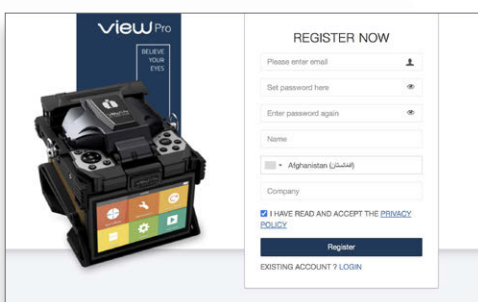 view Pro
BELIEVE
YOUR
EYES
REGISTER NOW
Please enter email
Set password here
Enter password again
Name
Afghanistan (افغانستان)
Company
I HAVE READ AND ACCEPT THE PRIVACY
POLICY
Register
EXISTING ACCOUNT ? LOGIN